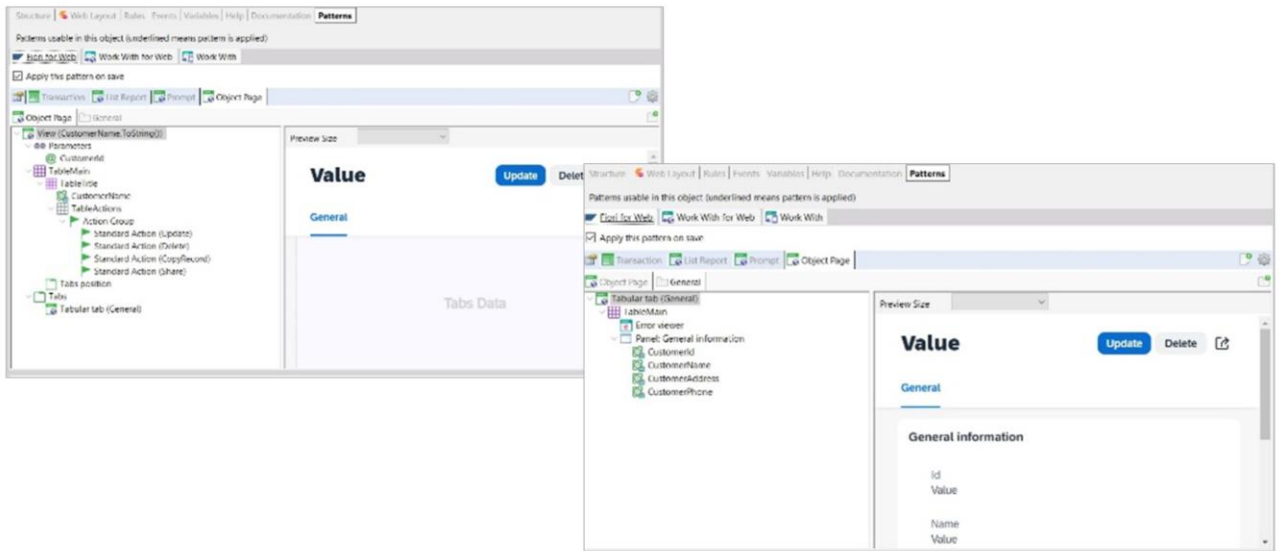 Structure Web Layout Rules Events Variables Help Documentation Patterns
Patterns usable in this object (underlined means pattern is applied)
Fiori for Web Work With for Web Work With
Apply this pattern on save
Transaction List Report Prompt Object Page
Object Page General
View (CustomerName.ToString())
Parameters
CustomerId
TableMain
TableTitle
CustomerName
TableActions
Action Group
Standard Action (Update)
Standard Action (Delete)
Standard Action (CopyRecord)
Standard Action (Share)
Tabs position
Tabs
Tabular tab (General)
Preview Size
Value Update Delet
General
Tabs Data
Structure Web Layout Rules Events Variables Help Documentation Patterns
Patterns usable in this object (underlined means pattern is applied)
Fiori for Web Work With for Web Work With
Apply this pattern on save
Transaction List Report Prompt Object Page
Object Page General
Tabular tab (General)
TableMain
Error viewer
Panel: General information
CustomerId
CustomerName
CustomerAddress
CustomerPhone
Preview Size
Value Update Delete
General
General information
Id
Value
Name
Value